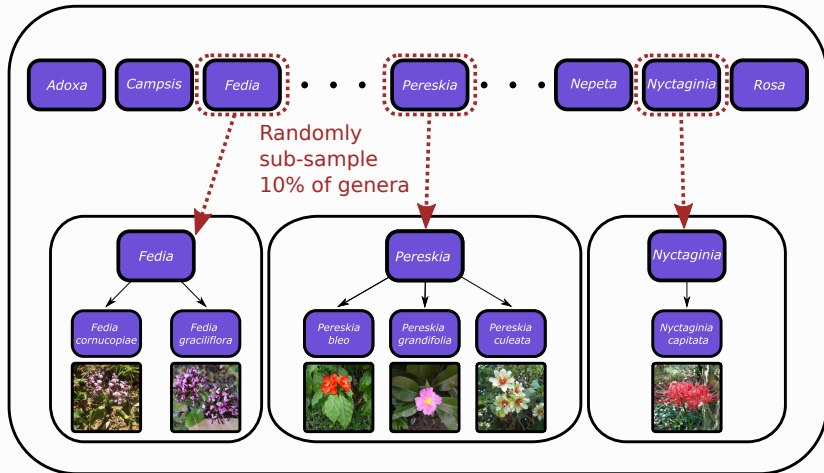 Adoxa
Campsis
Fedia
Pereskia
Nepeta
Nyctaginia
Rosa
Randomly
sub-sample
10% of genera
Fedia
Pereskia
Nyctaginia
Fedia
cornucopiae
Fedia
graciliflora
Pereskia
bleo
Pereskia
grandifolia
Pereskia
culeata
Nyctaginia
capitata